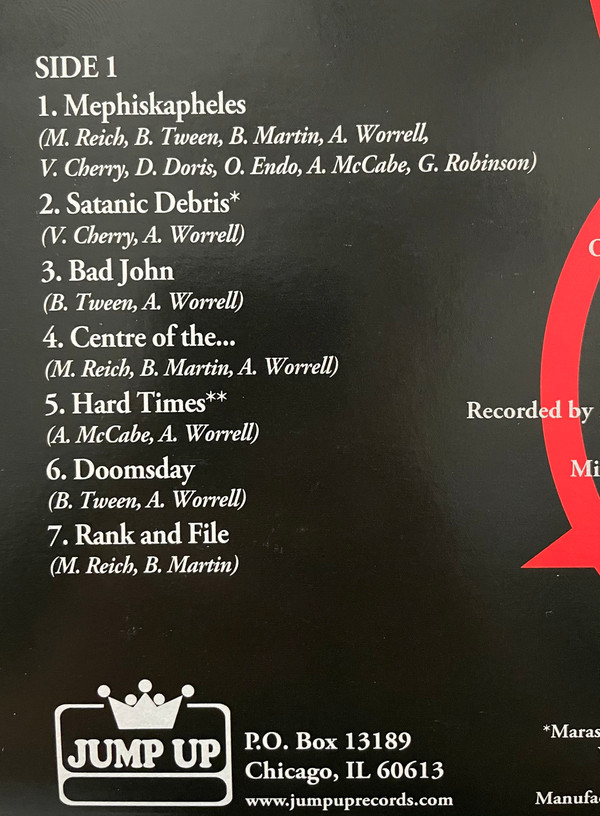 SIDE 1
1. Mephiskapheles
(M. Reich, B. Tween, B. Martin, A. Worrell,
V. Cherry, D. Doris, O. Endo, A. McCabe, G. Robinson)
2. Satanic Debris*
(V. Cherry, A. Worrell)
3. Bad John
(B. Tween, A. Worrell)
4. Centre of the...
(M. Reich, B. Martin, A. Worrell)
5. Hard Times**
(A. McCabe, A. Worrell)
6. Doomsday
(B. Tween, A. Worrell)
7. Rank and File
(M. Reich, B. Martin)
Recorded by
JUMP UP
P.O. Box 13189
Chicago, IL 60613
www.jumpuprecords.com